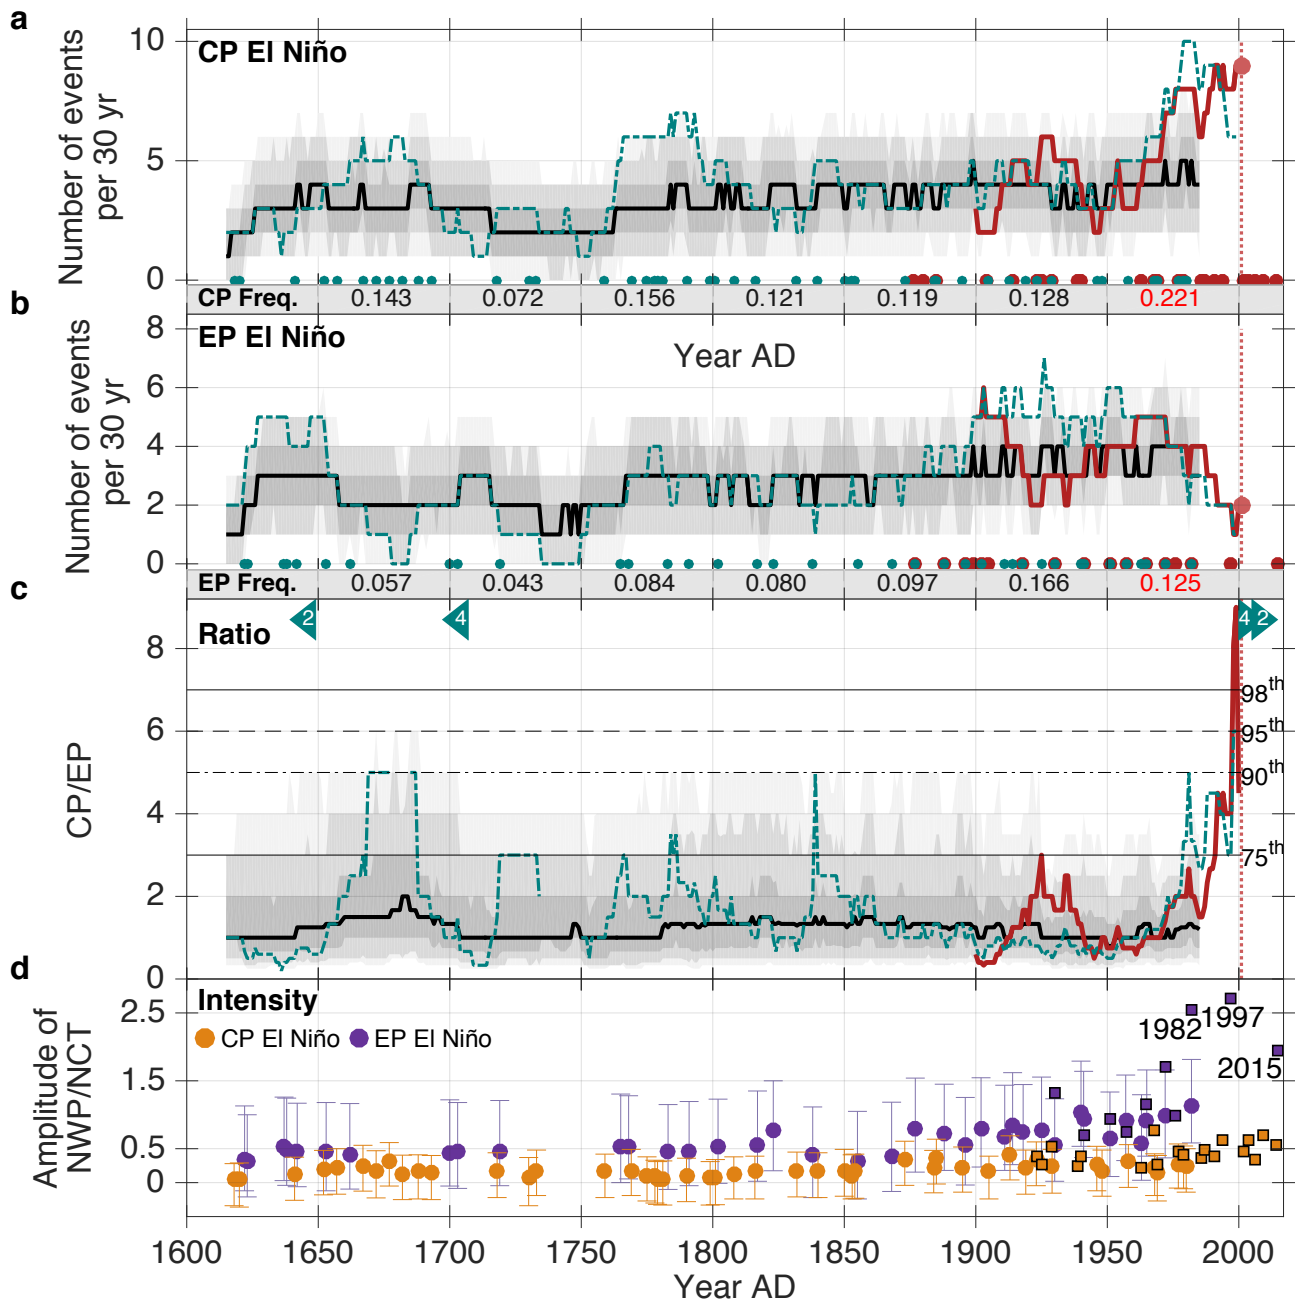 a
Number of events
per 30 yr
10
5
0
CP El Niño
CP Freq. 0.143 0.072 0.156 0.121 0.119 0.128 0.221
b
Number of events
per 30 yr
8
6
4
2
0
EP El Niño
Year AD
EP Freq. 0.057 0.043 0.084 0.080 0.097 0.166 0.125
c
CP/EP
8
6
4
2
0
2 4 4 2
Ratio
98th
95th
90th
75th
d
Amplitude of
NWP/NCT
2.5
1.5
0.5
0
Intensity
CP El Niño EP El Niño
1982 1997
2015
1600 1650 1700 1750 1800 1850 1900 1950 2000
Year AD